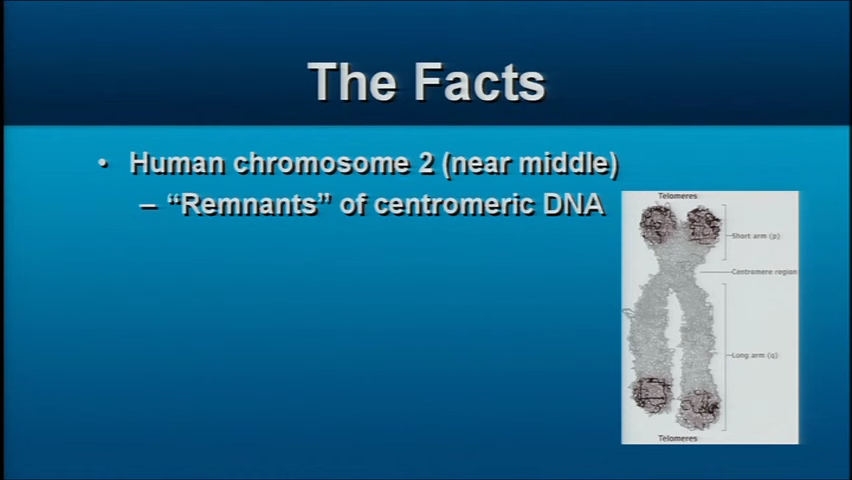 The Facts
• Human chromosome 2 (near middle)
– “Remnants” of centromeric DNA
Telomeres
Short arm (p)
Centromere region
Long arm (q)
Telomeres